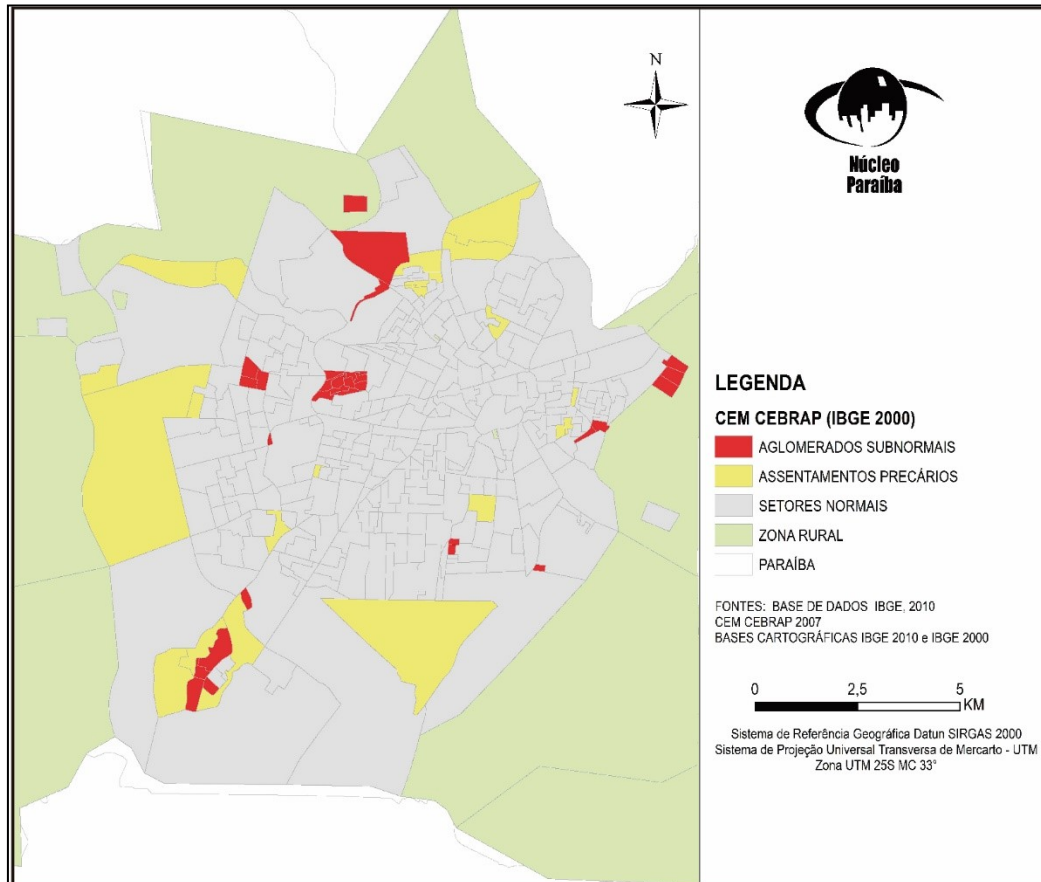 N
Núcleo
Paraíba
LEGENDA
CEM CEBRAP (IBGE 2000)
AGLOMERADOS SUBNORMAIS
ASSENTAMENTOS PRECÁRIOS
SETORES NORMAIS
ZONA RURAL
PARAÍBA
FONTES: BASE DE DADOS IBGE, 2010
CEM CEBRAP 2007
BASES CARTOGRÁFICAS IBGE 2010 e IBGE 2000
0 2,5 5
KM
Sistema de Referência Geográfica Datun SIRGAS 2000
Sistema de Projeção Universal Transversa de Mercarto - UTM
Zona UTM 25S MC 33°